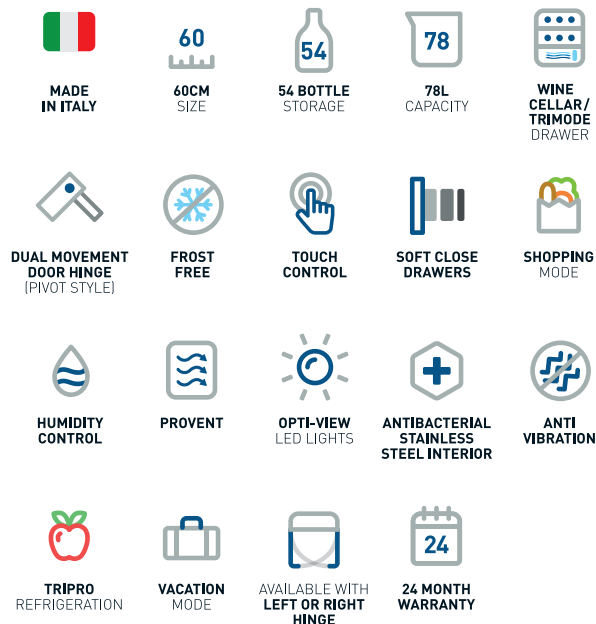 60
54
78
MADE
IN ITALY
60CM
SIZE
54 BOTTLE
STORAGE
78L
CAPACITY
WINE
CELLAR/
TRIMODE
DRAWER
DUAL MOVEMENT
DOOR HINGE
(PIVOT STYLE)
FROST
FREE
TOUCH
CONTROL
SOFT CLOSE
DRAWERS
SHOPPING
MODE
HUMIDITY
CONTROL
PROVENT
OPTI-VIEW
LED LIGHTS
ANTIBACTERIAL
STAINLESS
STEEL INTERIOR
ANTI
VIBRATION
24
TRIPRO
REFRIGERATION
VACATION
MODE
AVAILABLE WITH
LEFT OR RIGHT
HINGE
24 MONTH
WARRANTY